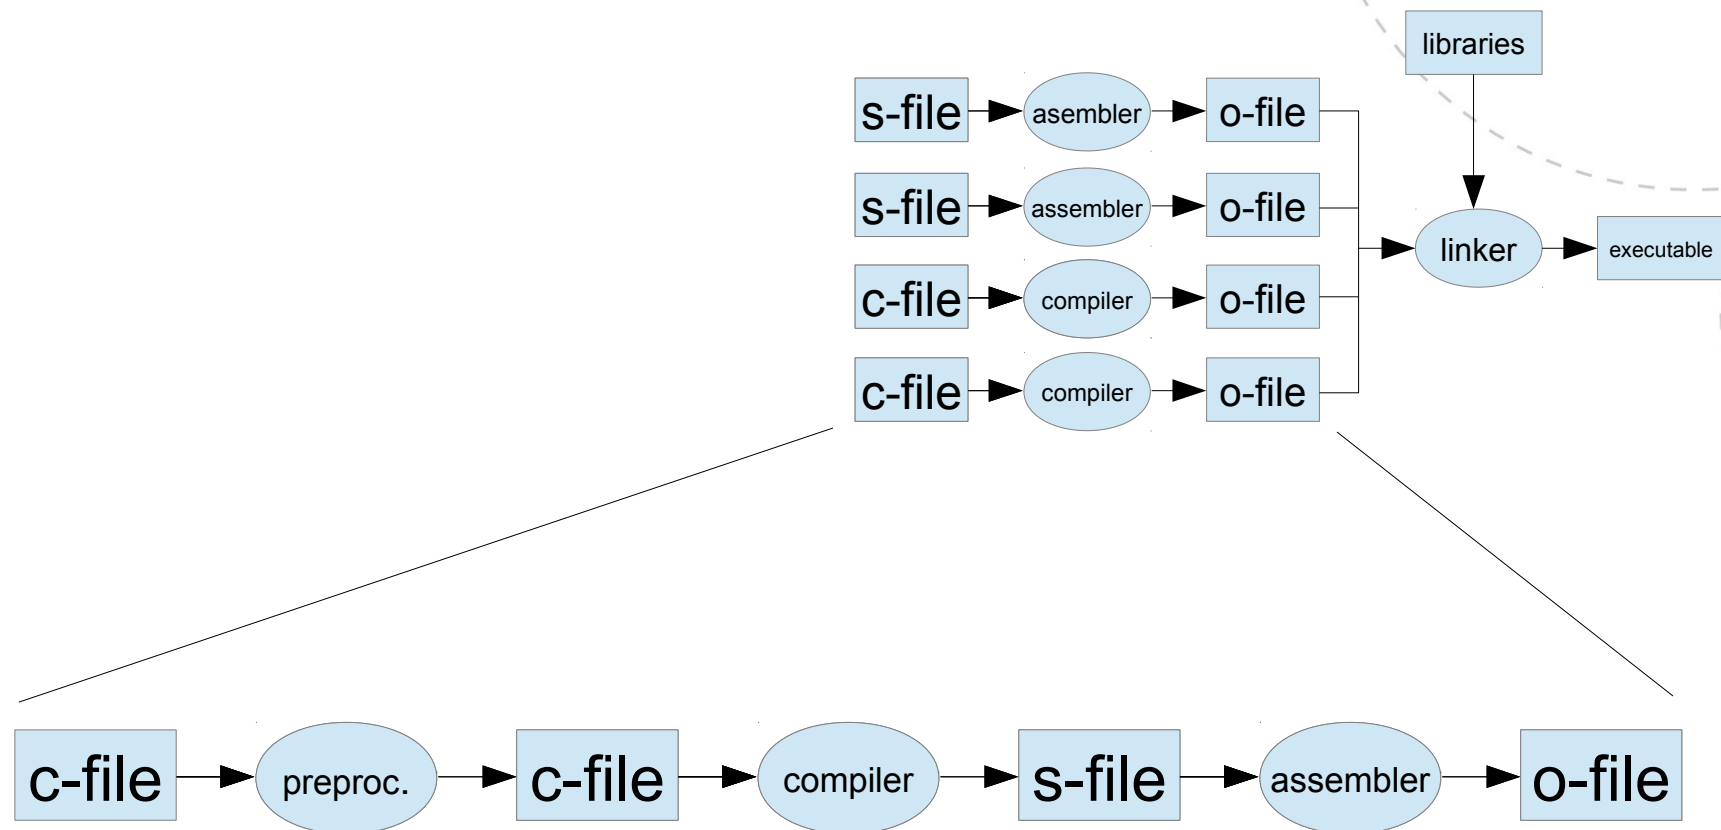 libraries
s-file asembler o-file
s-file assembler o-file
linker executable
c-file compiler o-file
c-file compiler o-file
c-file preproc. c-file compiler s-file assembler o-file